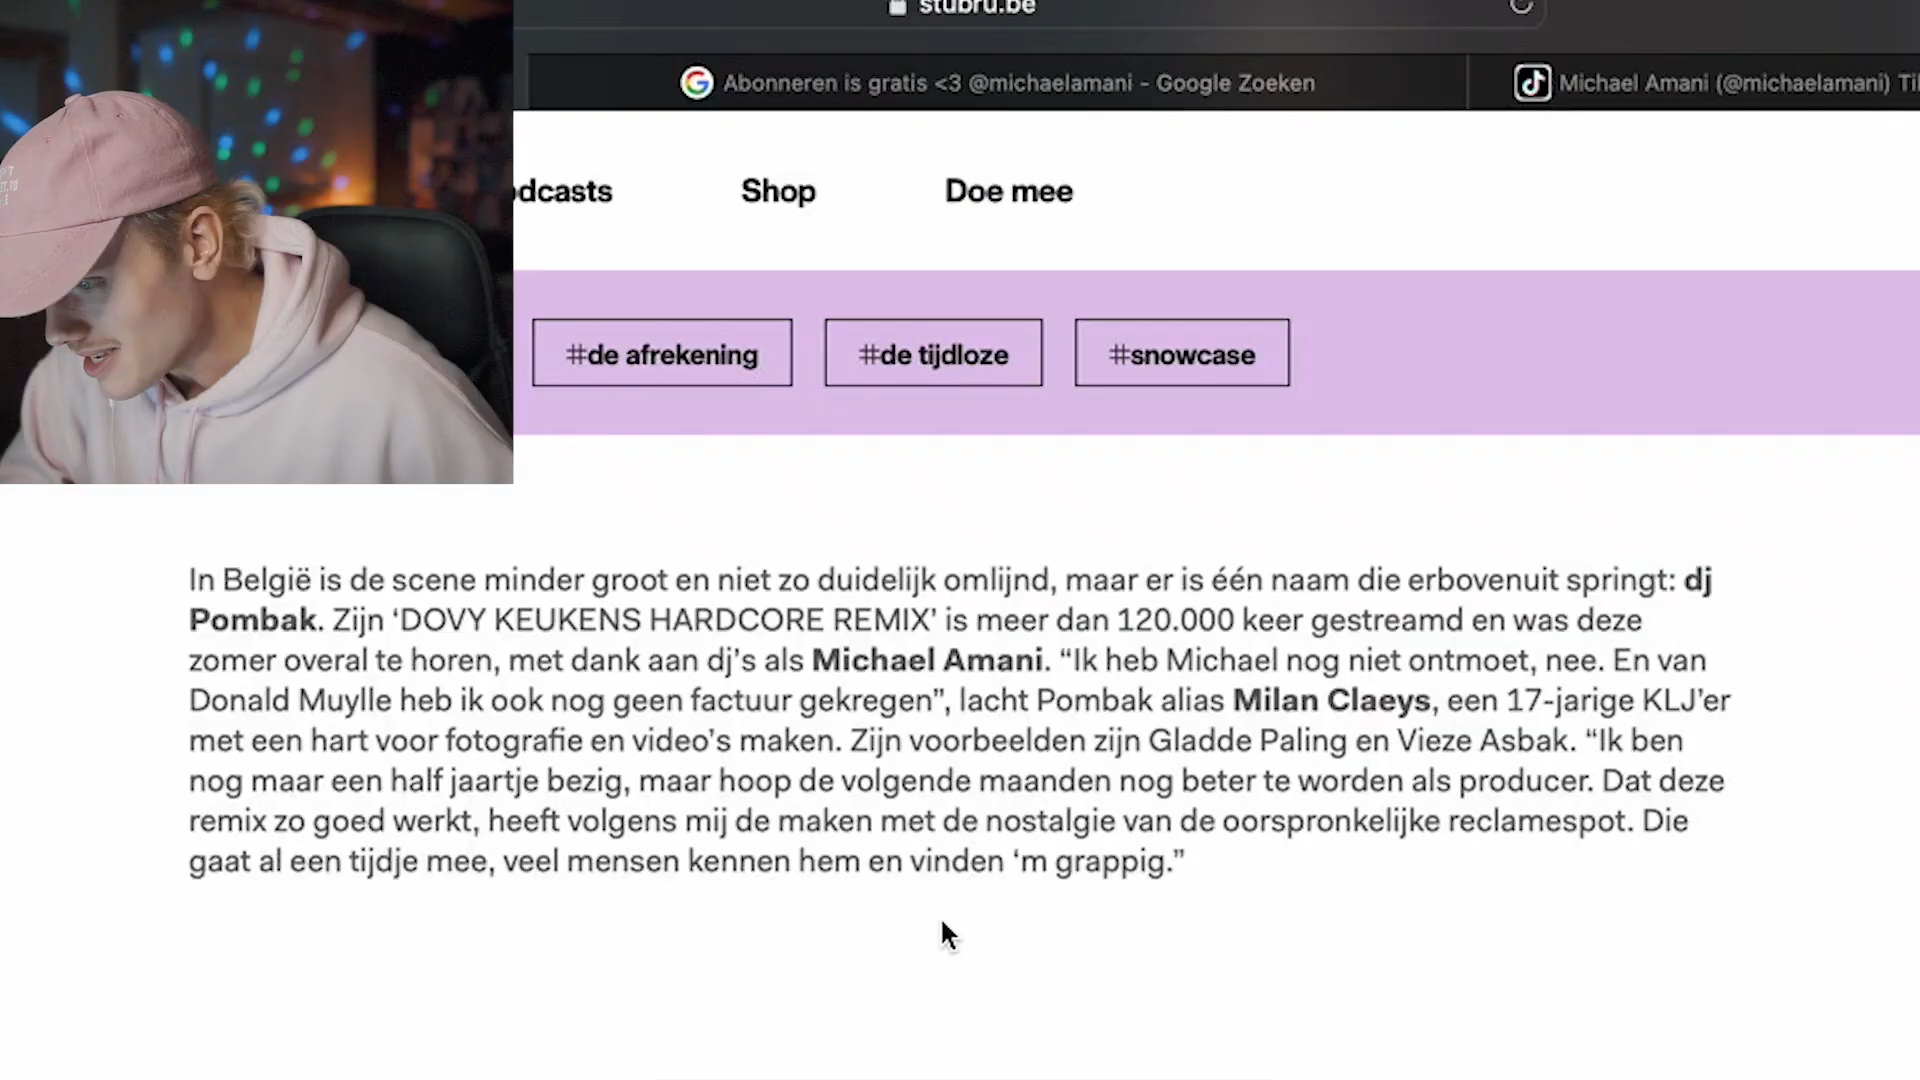 stubru.be
Abonneren is gratis <3 @michaelamani - Google Zoeken
Michael Amani (@michaelamani) Ti
dcasts
Shop
Doe mee
#de afrekening
#de tijdloze
#snowcase
In België is de scene minder groot en niet zo duidelijk omlijnd, maar er is één naam die erbovenuit springt: dj
Pombak. Zijn ‘DOVY KEUKENS HARDCORE REMIX’ is meer dan 120.000 keer gestreamd en was deze
zomer overal te horen, met dank aan dj’s als Michael Amani. “Ik heb Michael nog niet ontmoet, nee. En van
Donald Muylle heb ik ook nog geen factuur gekregen”, lacht Pombak alias Milan Claeys, een 17-jarige KLJ’er
met een hart voor fotografie en video’s maken. Zijn voorbeelden zijn Gladde Paling en Vieze Asbak. “Ik ben
nog maar een half jaartje bezig, maar hoop de volgende maanden nog beter te worden als producer. Dat deze
remix zo goed werkt, heeft volgens mij de maken met de nostalgie van de oorspronkelijke reclamespot. Die
gaat al een tijdje mee, veel mensen kennen hem en vinden ‘m grappig.”